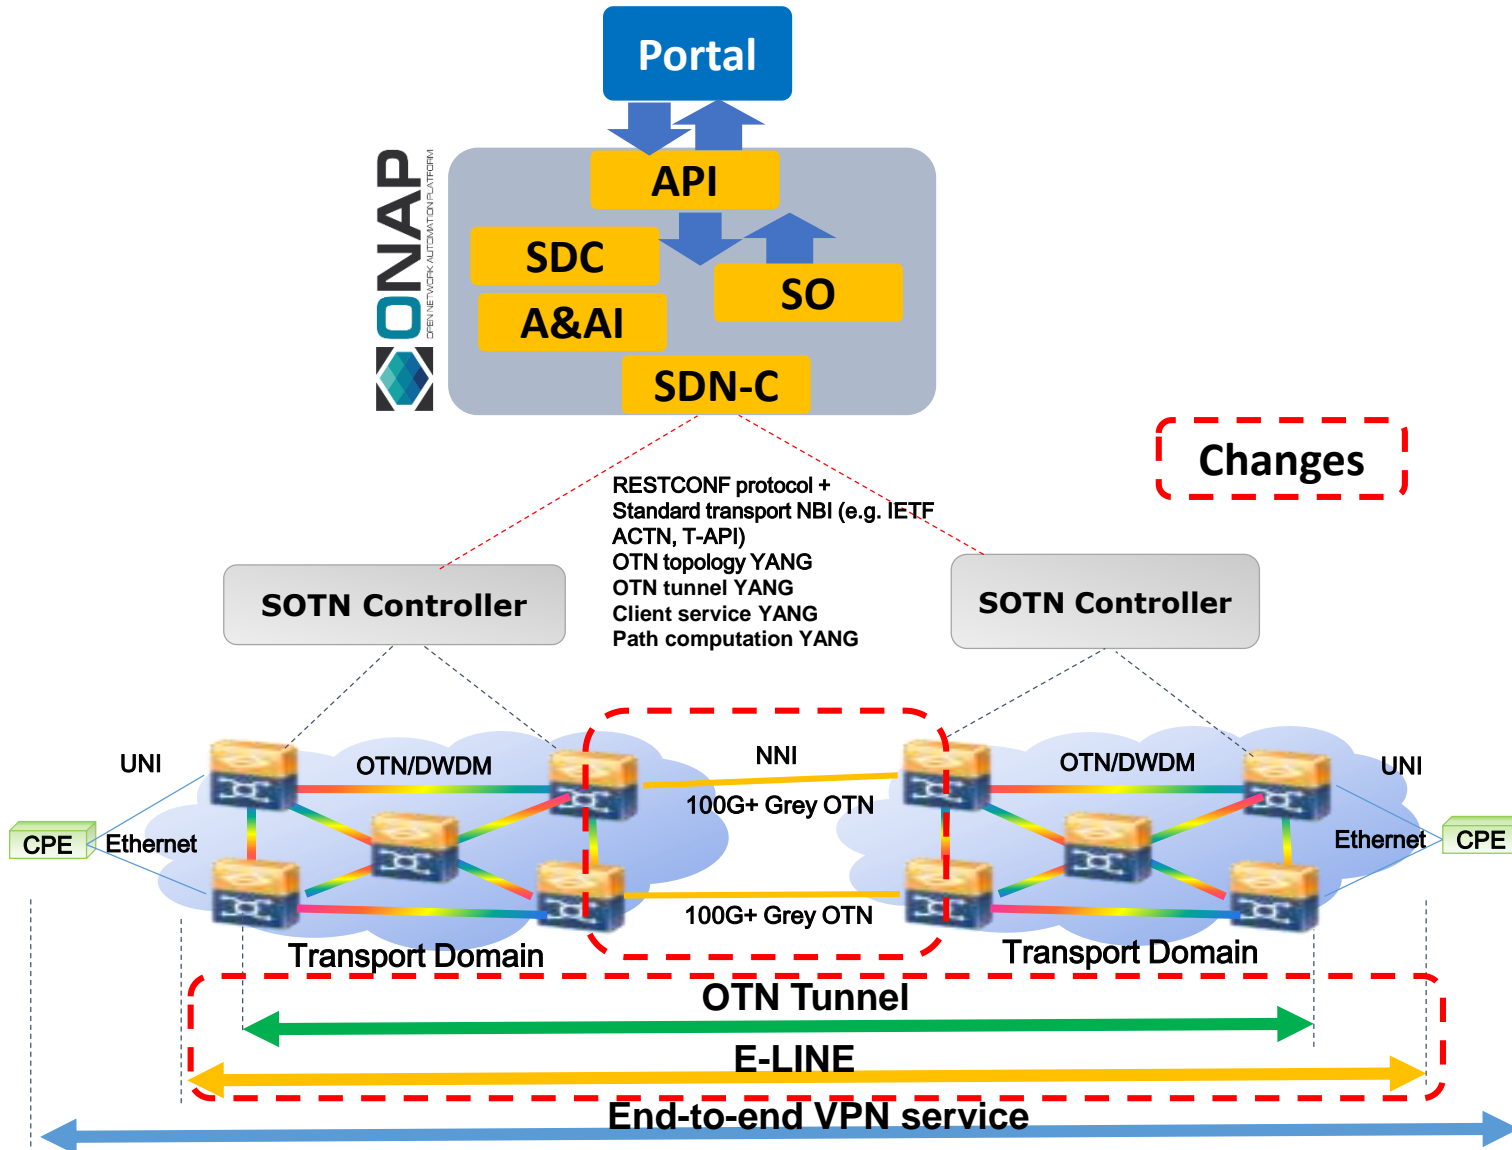 Portal
ONAP
OPEN NETWORK AUTOMATION PLATFORM
API
SDC
SO
A&AI
SDN-C
Changes
RESTCONF protocol +
Standard transport NBI (e.g. IETF
ACTN, T-API)
OTN topology YANG
OTN tunnel YANG
Client service YANG
Path computation YANG
SOTN Controller
SOTN Controller
UNI
OTN/DWDM
NNI
OTN/DWDM
UNI
100G+ Grey OTN
CPE
Ethernet
Ethernet
CPE
100G+ Grey OTN
Transport Domain
Transport Domain
OTN Tunnel
E-LINE
End-to-end VPN service